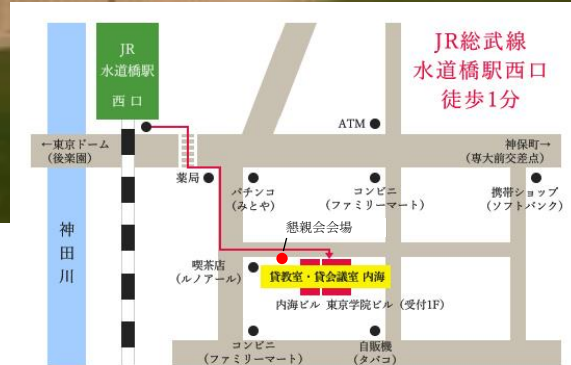 JR
水道橋駅
西口
JR総武線
水道橋駅西口
徒歩1分
ATM
←東京ドーム
(後楽園)
神保町→
(専大前交差点)
薬局
パチンコ
(みとや)
コンビニ
(ファミリーマート)
携帯ショップ
(ソフトバンク)
神田川
懇親会会場
喫茶店
(ルノアール)
貸教室・貸会議室 内海
内海ビル 東京学院ビル (受付1F)
コンビニ
(ファミリーマート)
自販機
(タバコ)